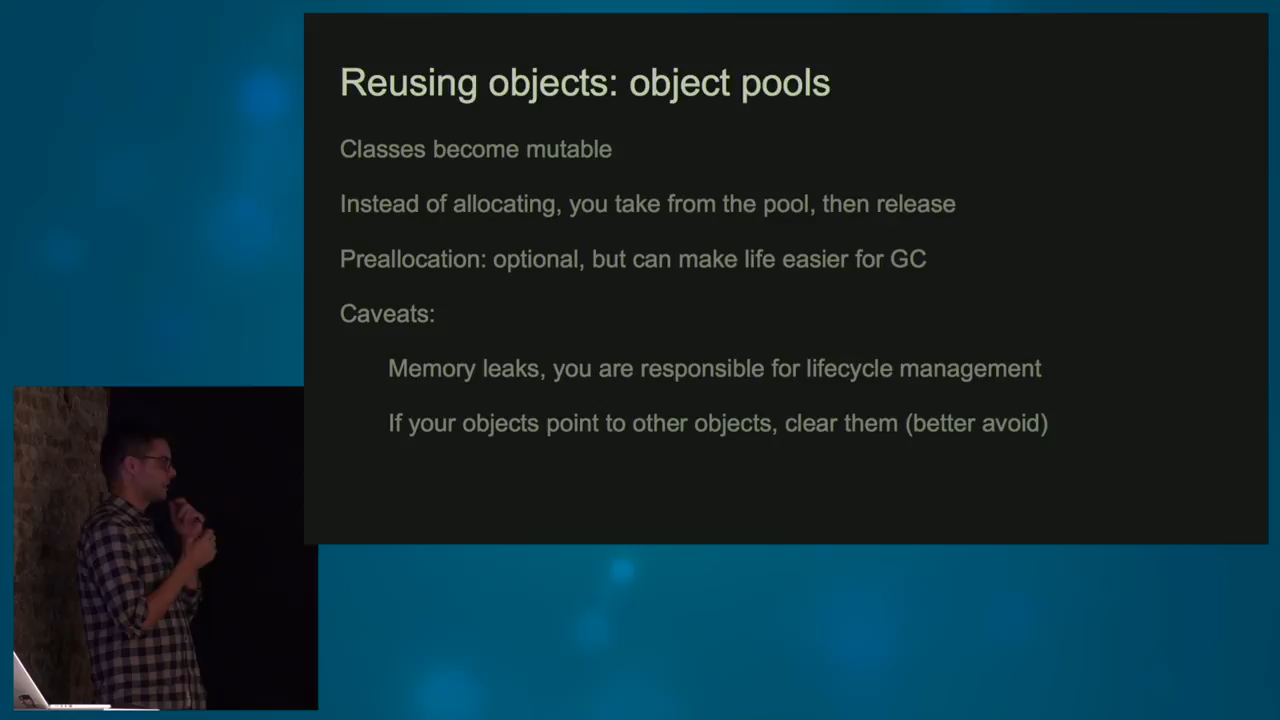 Reusing objects: object pools
Classes become mutable
Instead of allocating, you take from the pool, then release
Preallocation: optional, but can make life easier for GC
Caveats:
Memory leaks, you are responsible for lifecycle management
If your objects point to other objects, clear them (better avoid)